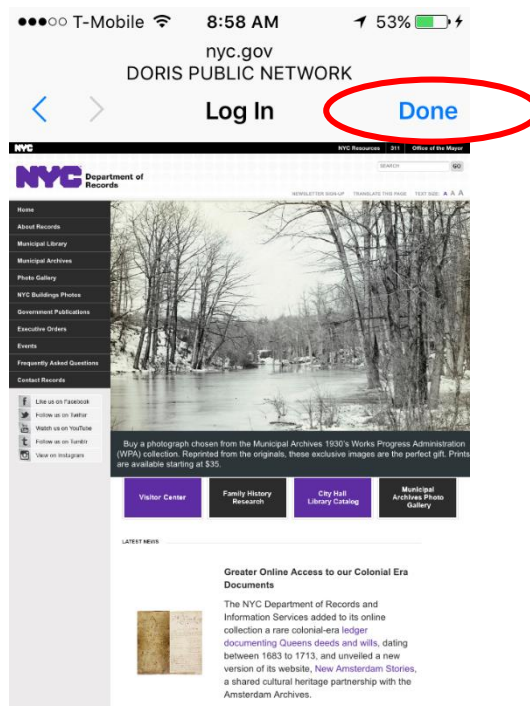 T-Mobile 8:58 AM 53%
nyc.gov
DORIS PUBLIC NETWORK
Log In Done
NYC NYC Resources 311 Office of the Mayor
SEARCH GO
NYC Department of
Records
NEWSLETTER SIGN-UP TRANSLATE THIS PAGE TEXT SIZE: A A A
Home
About Records
Municipal Library
Municipal Archives
Photo Gallery
NYC Buildings Photos
Government Publications
Executive Orders
Events
Frequently Asked Questions
Contact Records
Like us on Facebook
Follow us on Twitter
Watch us on YouTube
Follow us on Tumblr
View on Instagram
Buy a photograph chosen from the Municipal Archives 1930's Works Progress Administration
(WPA) collection. Reprinted from the originals, these exclusive images are the perfect gift. Prints
are available starting at $35.
Visitor Center
Family History
Research
City Hall
Library Catalog
Municipal
Archives Photo
Gallery
LATEST NEWS
Greater Online Access to our Colonial Era
Documents
The NYC Department of Records and
Information Services added to its online
collection a rare colonial-era ledger
documenting Queens deeds and wills, dating
between 1683 to 1713, and unveiled a new
version of its website, New Amsterdam Stories,
a shared cultural heritage partnership with the
Amsterdam Archives.